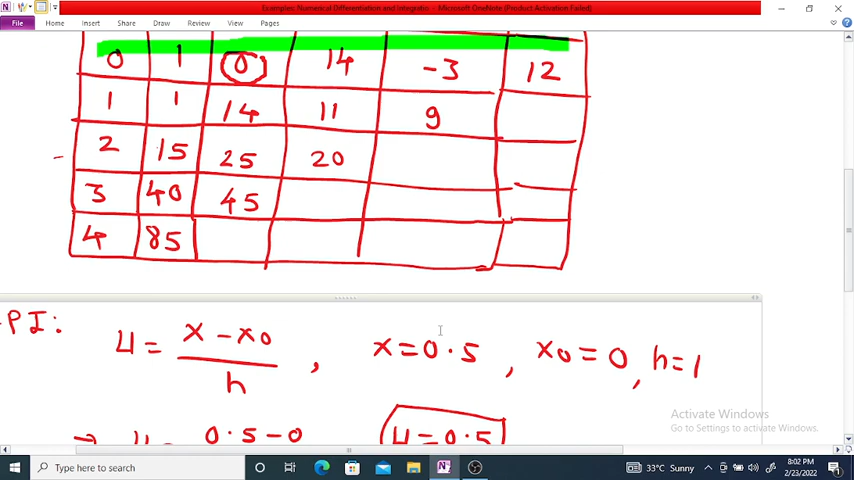 Examples: Numerical Differentiation and Integratio - Microsoft OneNote (Product Activation Failed)
File Home Insert Share Draw Review View Pages
0 1 0 14 -3 12
1 1 14 11 9
2 15 25 20
3 40 45
4 85
PI:
u = x - x0 / h , x = 0.5 , x0 = 0, h = 1
0.5 - 0 u = 0.5
Activate Windows
Go to Settings to activate Windows.
Type here to search
33°C Sunny
8:02 PM
2/23/2022